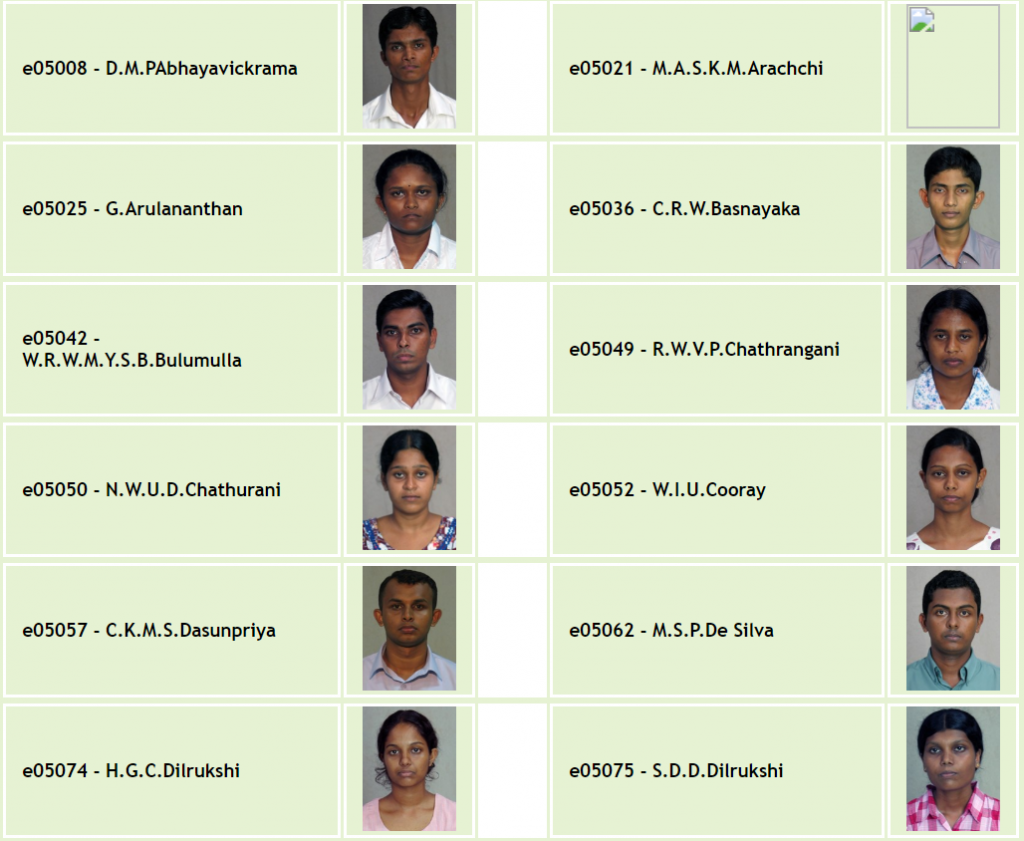 e05008 - D.M.PAbhayavickrama
e05021 - M.A.S.K.M.Arachchi
e05025 - G.Arulananthan
e05036 - C.R.W.Basnayaka
e05042 -
W.R.W.M.Y.S.B.Bulumulla
e05049 - R.W.V.P.Chathrangani
e05050 - N.W.U.D.Chathurani
e05052 - W.I.U.Cooray
e05057 - C.K.M.S.Dasunpriya
e05062 - M.S.P.De Silva
e05074 - H.G.C.Dilrukshi
e05075 - S.D.D.Dilrukshi